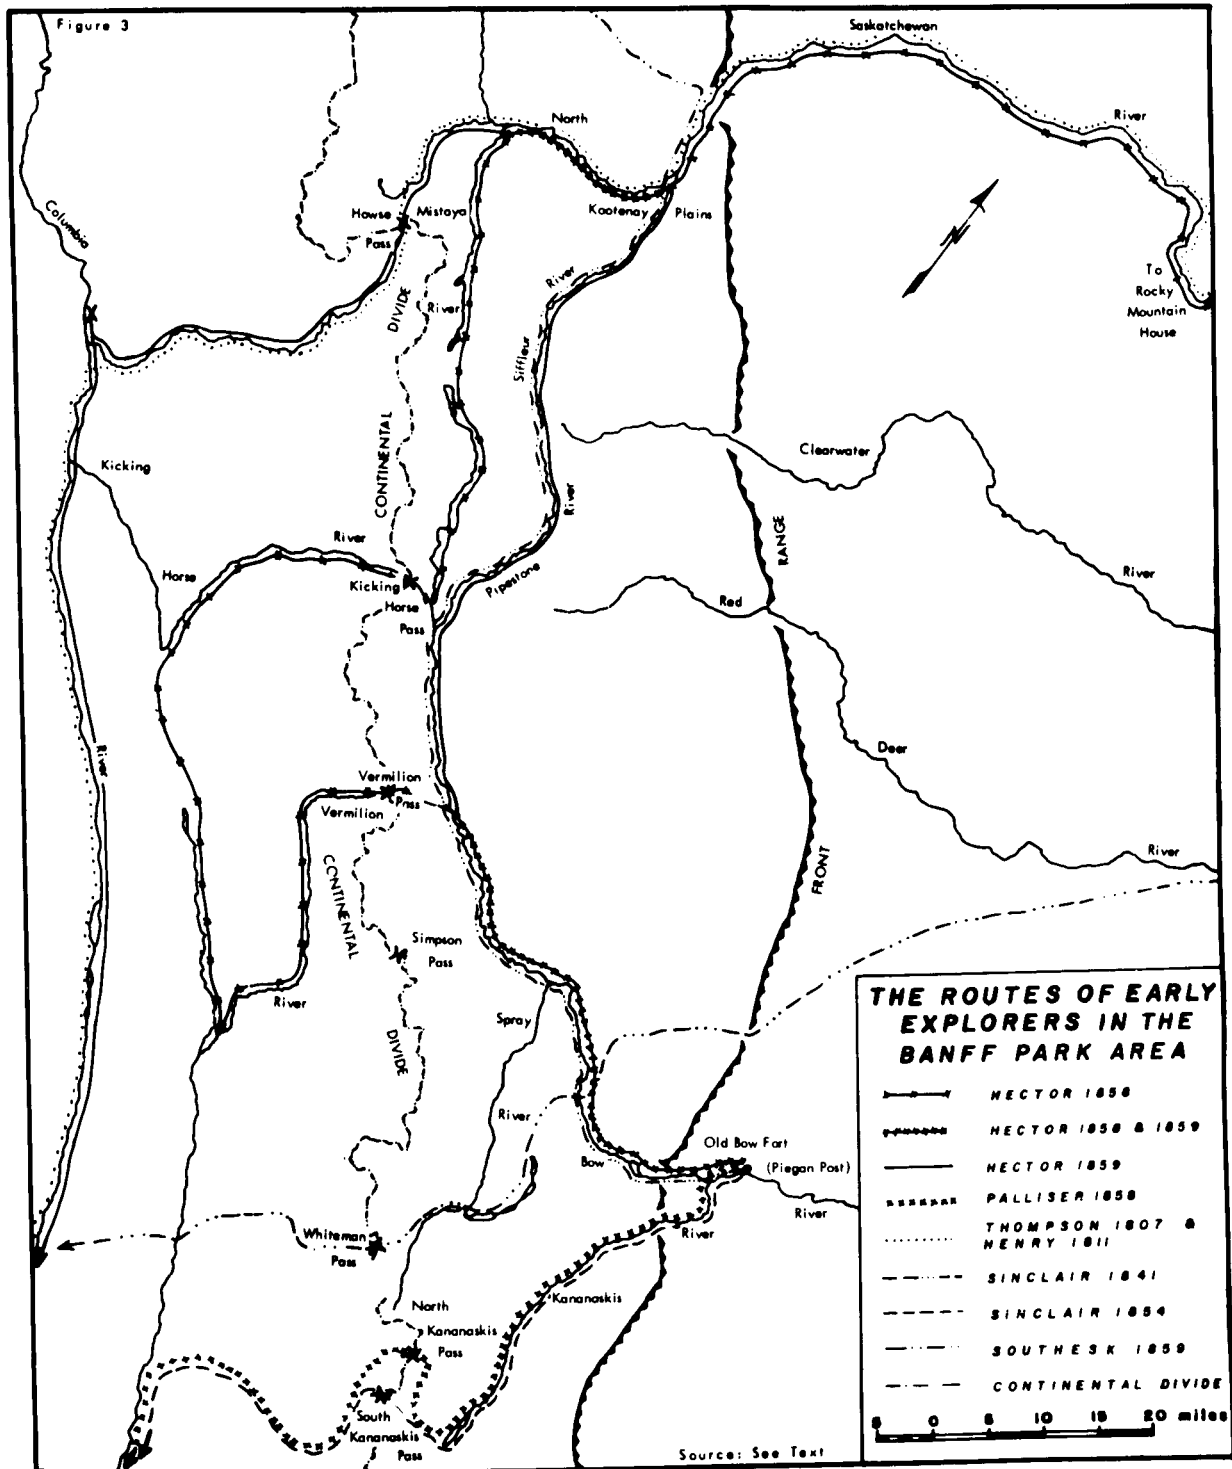 Figure 3
Saskatchewan
River
North
Columbia
Howse
Pass
Mistaya
Kootenay
Plains
To
Rocky
Mountain
House
River
DIVIDE
River
Siffleur
CONTINENTAL
Clearwater
River
Kicking
River
Horse
RANGE
River
Kicking
Horse
Pass
Pipestone
Red
River
Deer
River
Vermilion
Pass
Vermilion
FRONT
CONTINENTAL
Simpson
Pass
River
Spray
DIVIDE
River
Bow
Old Bow Fort
(Piegan Post)
River
Whiteman
Pass
River
Kananaskis
North
Kananaskis
Pass
South
Kananaskis
Pass
Source: See Text
THE ROUTES OF EARLY
EXPLORERS IN THE
BANFF PARK AREA
HECTOR 1858
HECTOR 1858 & 1859
HECTOR 1859
PALLISER 1858
THOMPSON 1807 &
HENRY 1811
SINCLAIR 1841
SINCLAIR 1854
SOUTHESK 1859
CONTINENTAL DIVIDE
5 0 5 10 15 20 miles